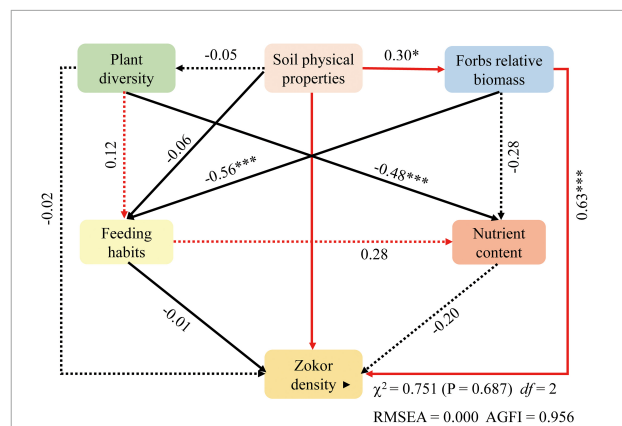 Plant
diversity
-0.05
Soil physical
properties
0.30*
Forbs relative
biomass
-0.02
0.12
-0.06
-0.56***
-0.48***
-0.28
0.63***
Feeding
habits
0.28
Nutrient
content
-0.01
-0.20
Zokor
density
χ² = 0.751 (P = 0.687) df = 2
RMSEA = 0.000 AGFI = 0.956